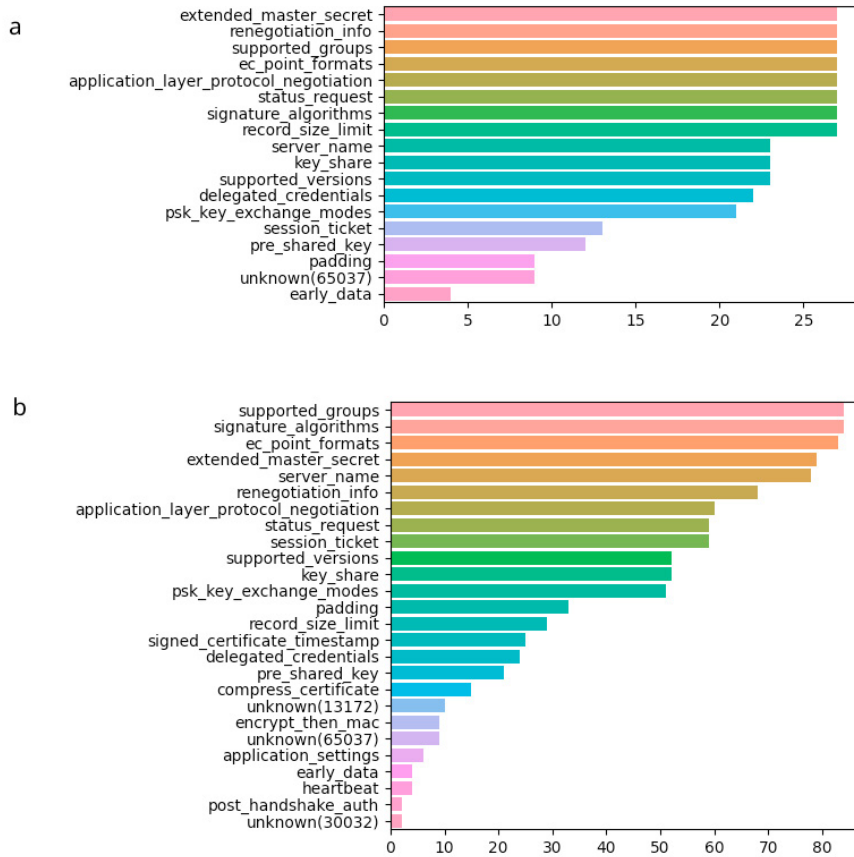 a
extended_master_secret
renegotiation_info
supported_groups
ec_point_formats
application_layer_protocol_negotiation
status_request
signature_algorithms
record_size_limit
server_name
key_share
supported_versions
delegated_credentials
psk_key_exchange_modes
session_ticket
pre_shared_key
padding
unknown(65037)
early_data
0 5 10 15 20 25
b
supported_groups
signature_algorithms
ec_point_formats
extended_master_secret
server_name
renegotiation_info
application_layer_protocol_negotiation
status_request
session_ticket
supported_versions
key_share
psk_key_exchange_modes
padding
record_size_limit
signed_certificate_timestamp
delegated_credentials
pre_shared_key
compress_certificate
unknown(13172)
encrypt_then_mac
unknown(65037)
application_settings
early_data
heartbeat
post_handshake_auth
unknown(30032)
0 10 20 30 40 50 60 70 80